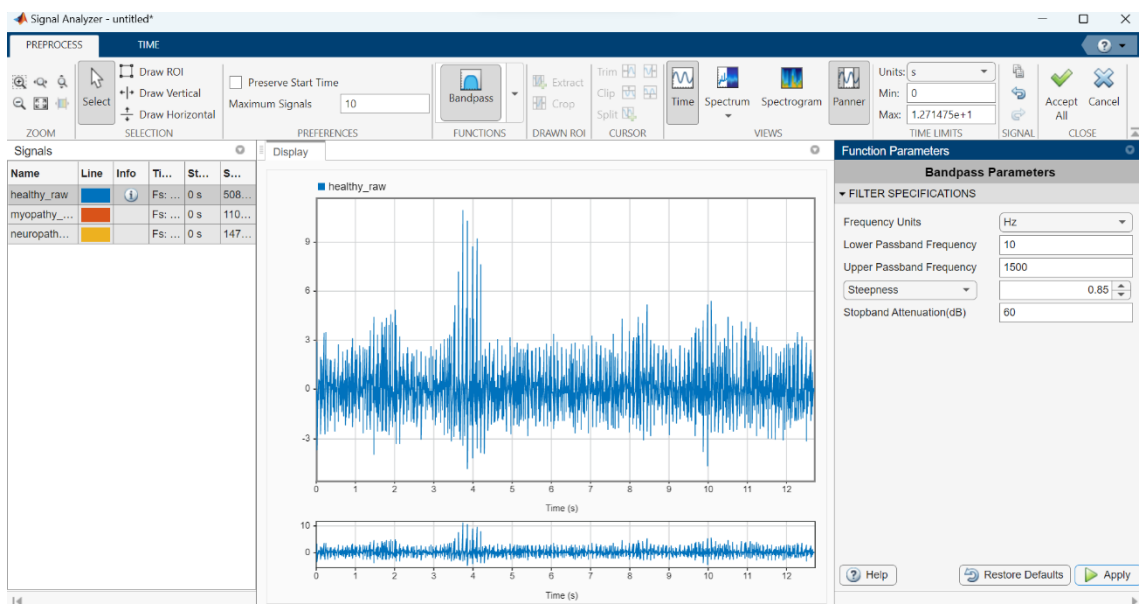 Signal Analyzer - untitled*
PREPROCESS TIME
Select
Draw ROI
Draw Vertical
Draw Horizontal
Preserve Start Time
Maximum Signals 10
Bandpass
Extract
Crop
Trim
Clip
Split
Time Spectrum Spectrogram Panner
Units: s
Min: 0
Max: 1.271475e+1
Accept All
Cancel
ZOOM SELECTION PREFERENCES FUNCTIONS DRAWN ROI CURSOR VIEWS TIME LIMITS SIGNAL CLOSE
Signals
Name Line Info Ti... St... S...
healthy_raw Fs: ... 0 s 508...
myopathy_... Fs: ... 0 s 110...
neuropath... Fs: ... 0 s 147...
Display
healthy_raw
9
6
3
0
-3
0 1 2 3 4 5 6 7 8 9 10 11 12
Time (s)
10
0
0 1 2 3 4 5 6 7 8 9 10 11 12
Time (s)
Function Parameters
Bandpass Parameters
FILTER SPECIFICATIONS
Frequency Units Hz
Lower Passband Frequency 10
Upper Passband Frequency 1500
Steepness 0.85
Stopband Attenuation(dB) 60
Help Restore Defaults Apply